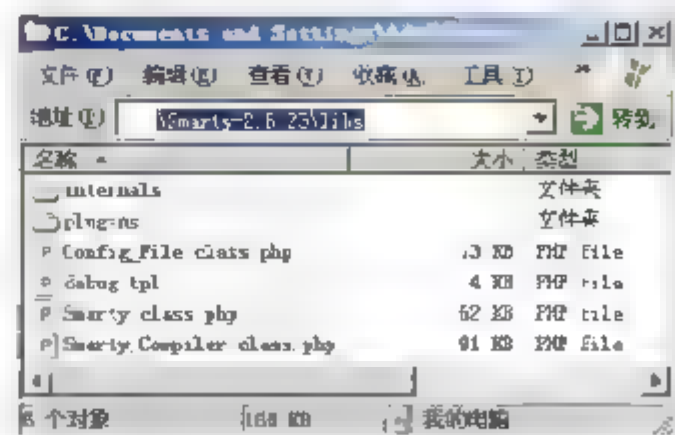 C:\Documents and Settings\
文件(F) 编辑(E) 查看(V) 收藏(A) 工具(T) »
地址(D) \Smarty-2.6.25\libs 转到
名称 大小 类型
internals 文件夹
plugins 文件夹
Config_File.class.php 13 KB PHP file
debug.tpl 4 KB PHP file
Smarty.class.php 62 KB PHP file
Smarty_Compiler.class.php 91 KB PHP file
6 个对象 168 KB 我的电脑